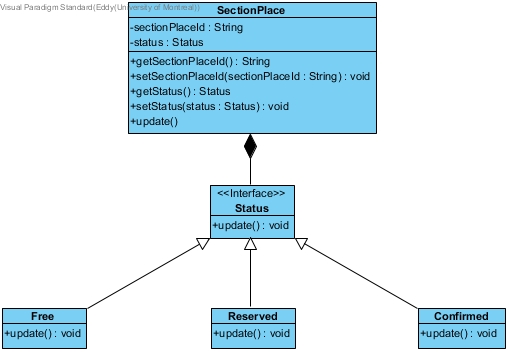 Visual Paradigm Standard(Eddy(University of Montreal))
SectionPlace
-sectionPlaceId : String
-status : Status
+getSectionPlaceId() : String
+setSectionPlaceId(sectionPlaceId : String) : void
+getStatus() : Status
+setStatus(status : Status) : void
+update()
<<Interface>>
Status
+update() : void
Free
+update() : void
Reserved
+update() : void
Confirmed
+update() : void